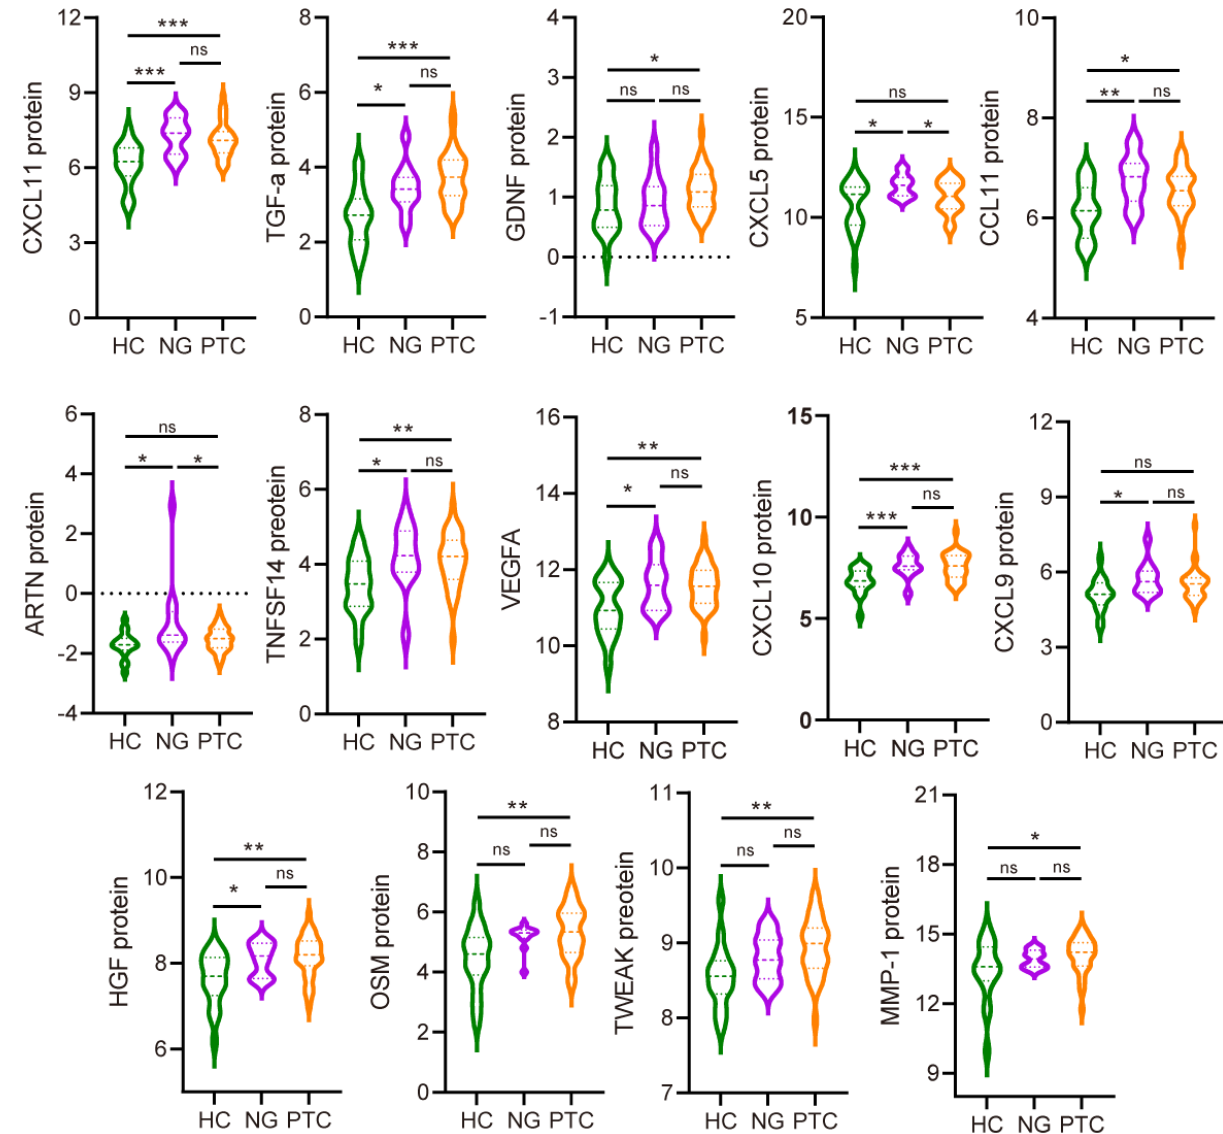 CXCL11 protein
12
9
6
3
0
***
***
ns
HC NG PTC
TGF-a protein
8
6
4
2
0
***
*
ns
HC NG PTC
GDNF protein
4
3
2
1
0
-1
*
ns
ns
HC NG PTC
CXCL5 protein
20
15
10
5
ns
*
*
HC NG PTC
CCL11 protein
10
8
6
4
*
**
ns
HC NG PTC
ARTN protein
6
4
2
0
-2
-4
ns
*
*
HC NG PTC
TNFSF14 preotein
8
6
4
2
0
**
*
ns
HC NG PTC
VEGFA
16
14
12
10
8
**
*
ns
HC NG PTC
CXCL10 protein
15
10
5
0
***
***
ns
HC NG PTC
CXCL9 protein
12
9
6
3
0
ns
*
ns
HC NG PTC
HGF protein
12
10
8
6
**
*
ns
HC NG PTC
OSM protein
10
8
6
4
2
0
**
ns
ns
HC NG PTC
TWEAK preotein
11
10
9
8
7
**
ns
ns
HC NG PTC
MMP-1 protein
21
18
15
12
9
*
ns
ns
HC NG PTC